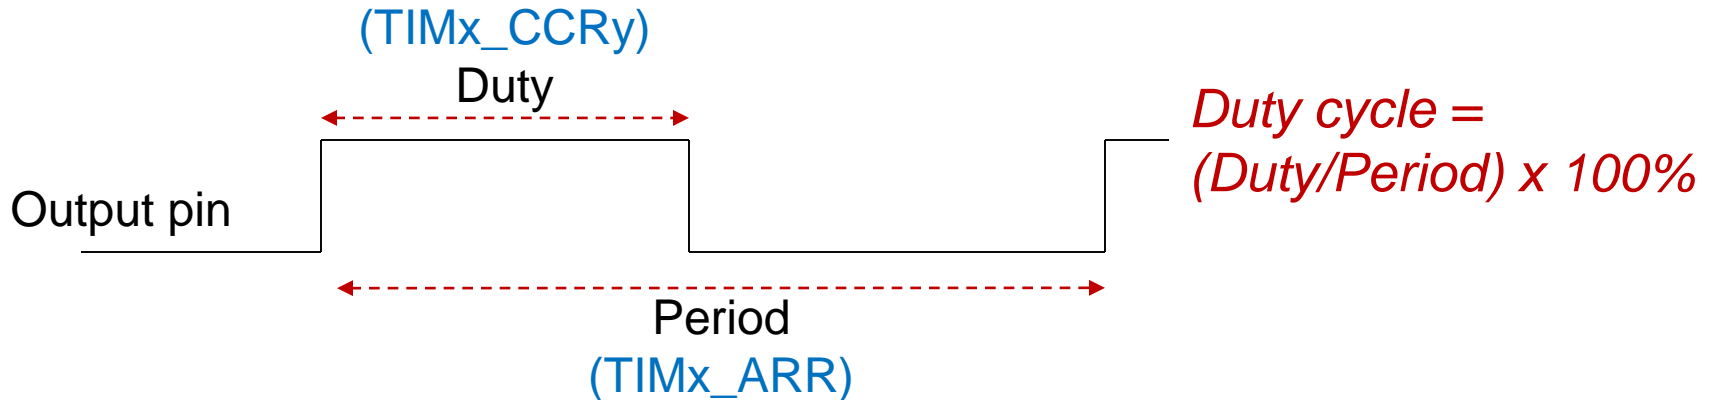 (TIMx_CCRy)
Duty
Duty cycle =
(Duty/Period) x 100%
Output pin
Period
(TIMx_ARR)